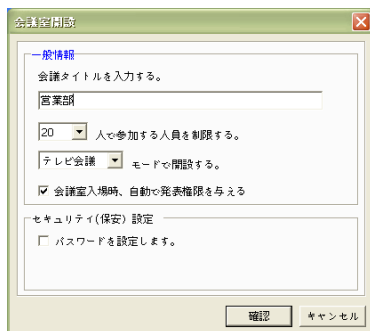 会議室開設
一般情報
会議タイトルを入力する。
営業部
20 人で参加する人員を制限する。
テレビ会議 モードで開設する。
会議室入場時、自動で発表権限を与える
セキュリティ(保安) 設定
パスワードを設定します。
確認 キャンセル